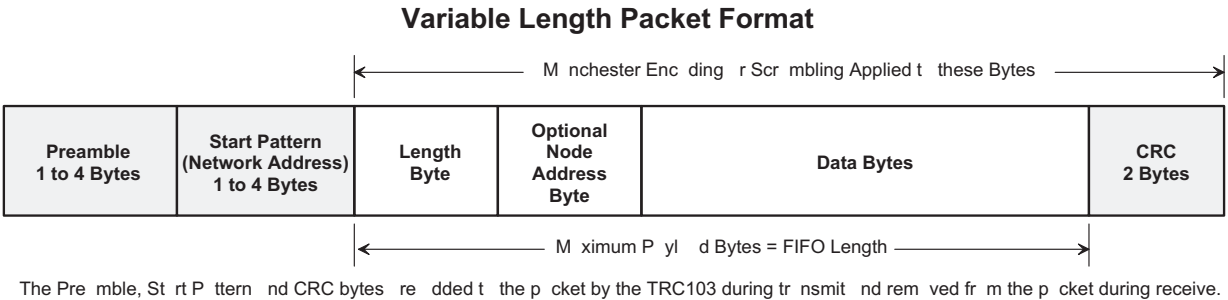 Variable Length Packet Format
M nchester Enc ding r Scr mbling Applied t these Bytes
Preamble
1 to 4 Bytes
Start Pattern
(Network Address)
1 to 4 Bytes
Length
Byte
Optional
Node
Address
Byte
Data Bytes
CRC
2 Bytes
M ximum P yl d Bytes = FIFO Length
The Pre mble, St rt P ttern nd CRC bytes re dded t the p cket by the TRC103 during tr nsmit nd rem ved fr m the p cket during receive.